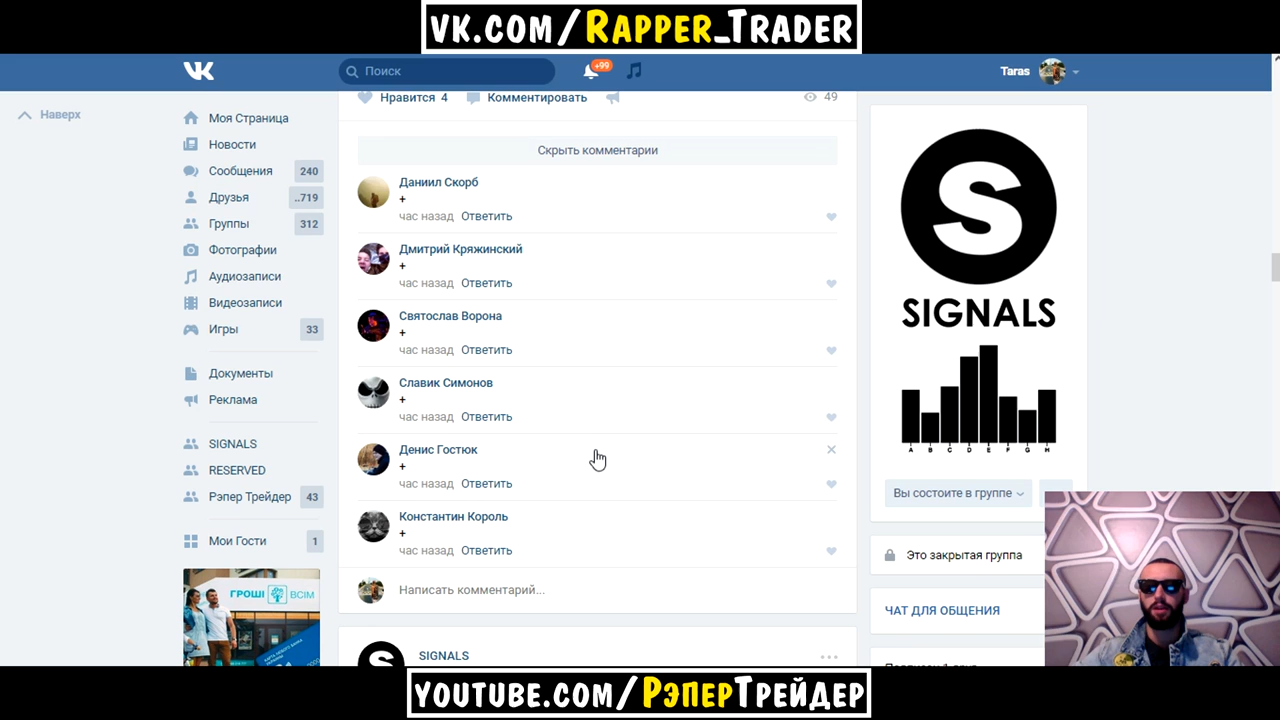 VK.COM/RAPPER_TRADER
Поиск
+99
Taras
Наверх
Моя Страница
Новости
Сообщения 240
Друзья ..719
Группы 312
Фотографии
Аудиозаписи
Видеозаписи
Игры 33
Документы
Реклама
SIGNALS
RESERVED
Рэпер Трейдер 43
Мои Гости 1
ГРОШІ ВСІМ
Нравится 4 Комментировать 49
Скрыть комментарии
Даниил Скорб
+
час назад Ответить
Дмитрий Кряжинский
+
час назад Ответить
Святослав Ворона
+
час назад Ответить
Славик Симонов
+
час назад Ответить
Денис Гостюк
+
час назад Ответить
Константин Король
+
час назад Ответить
Написать комментарий...
SIGNALS
S
SIGNALS
A B C D E F G H
Вы состоите в группе
Это закрытая группа
ЧАТ ДЛЯ ОБЩЕНИЯ
YOUTUBE.COM/РЭПЕРТРЕЙДЕР